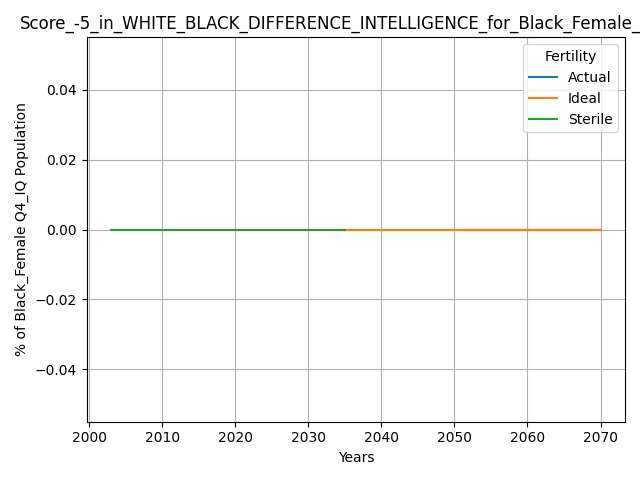 Score_-5_in_WHITE_BLACK_DIFFERENCE_INTELLIGENCE_for_Black_Female_
Fertility
Actual
Ideal
Sterile
% of Black_Female Q4_IQ Population
0.04
0.02
0.00
−0.02
−0.04
2000 2010 2020 2030 2040 2050 2060 2070
Years